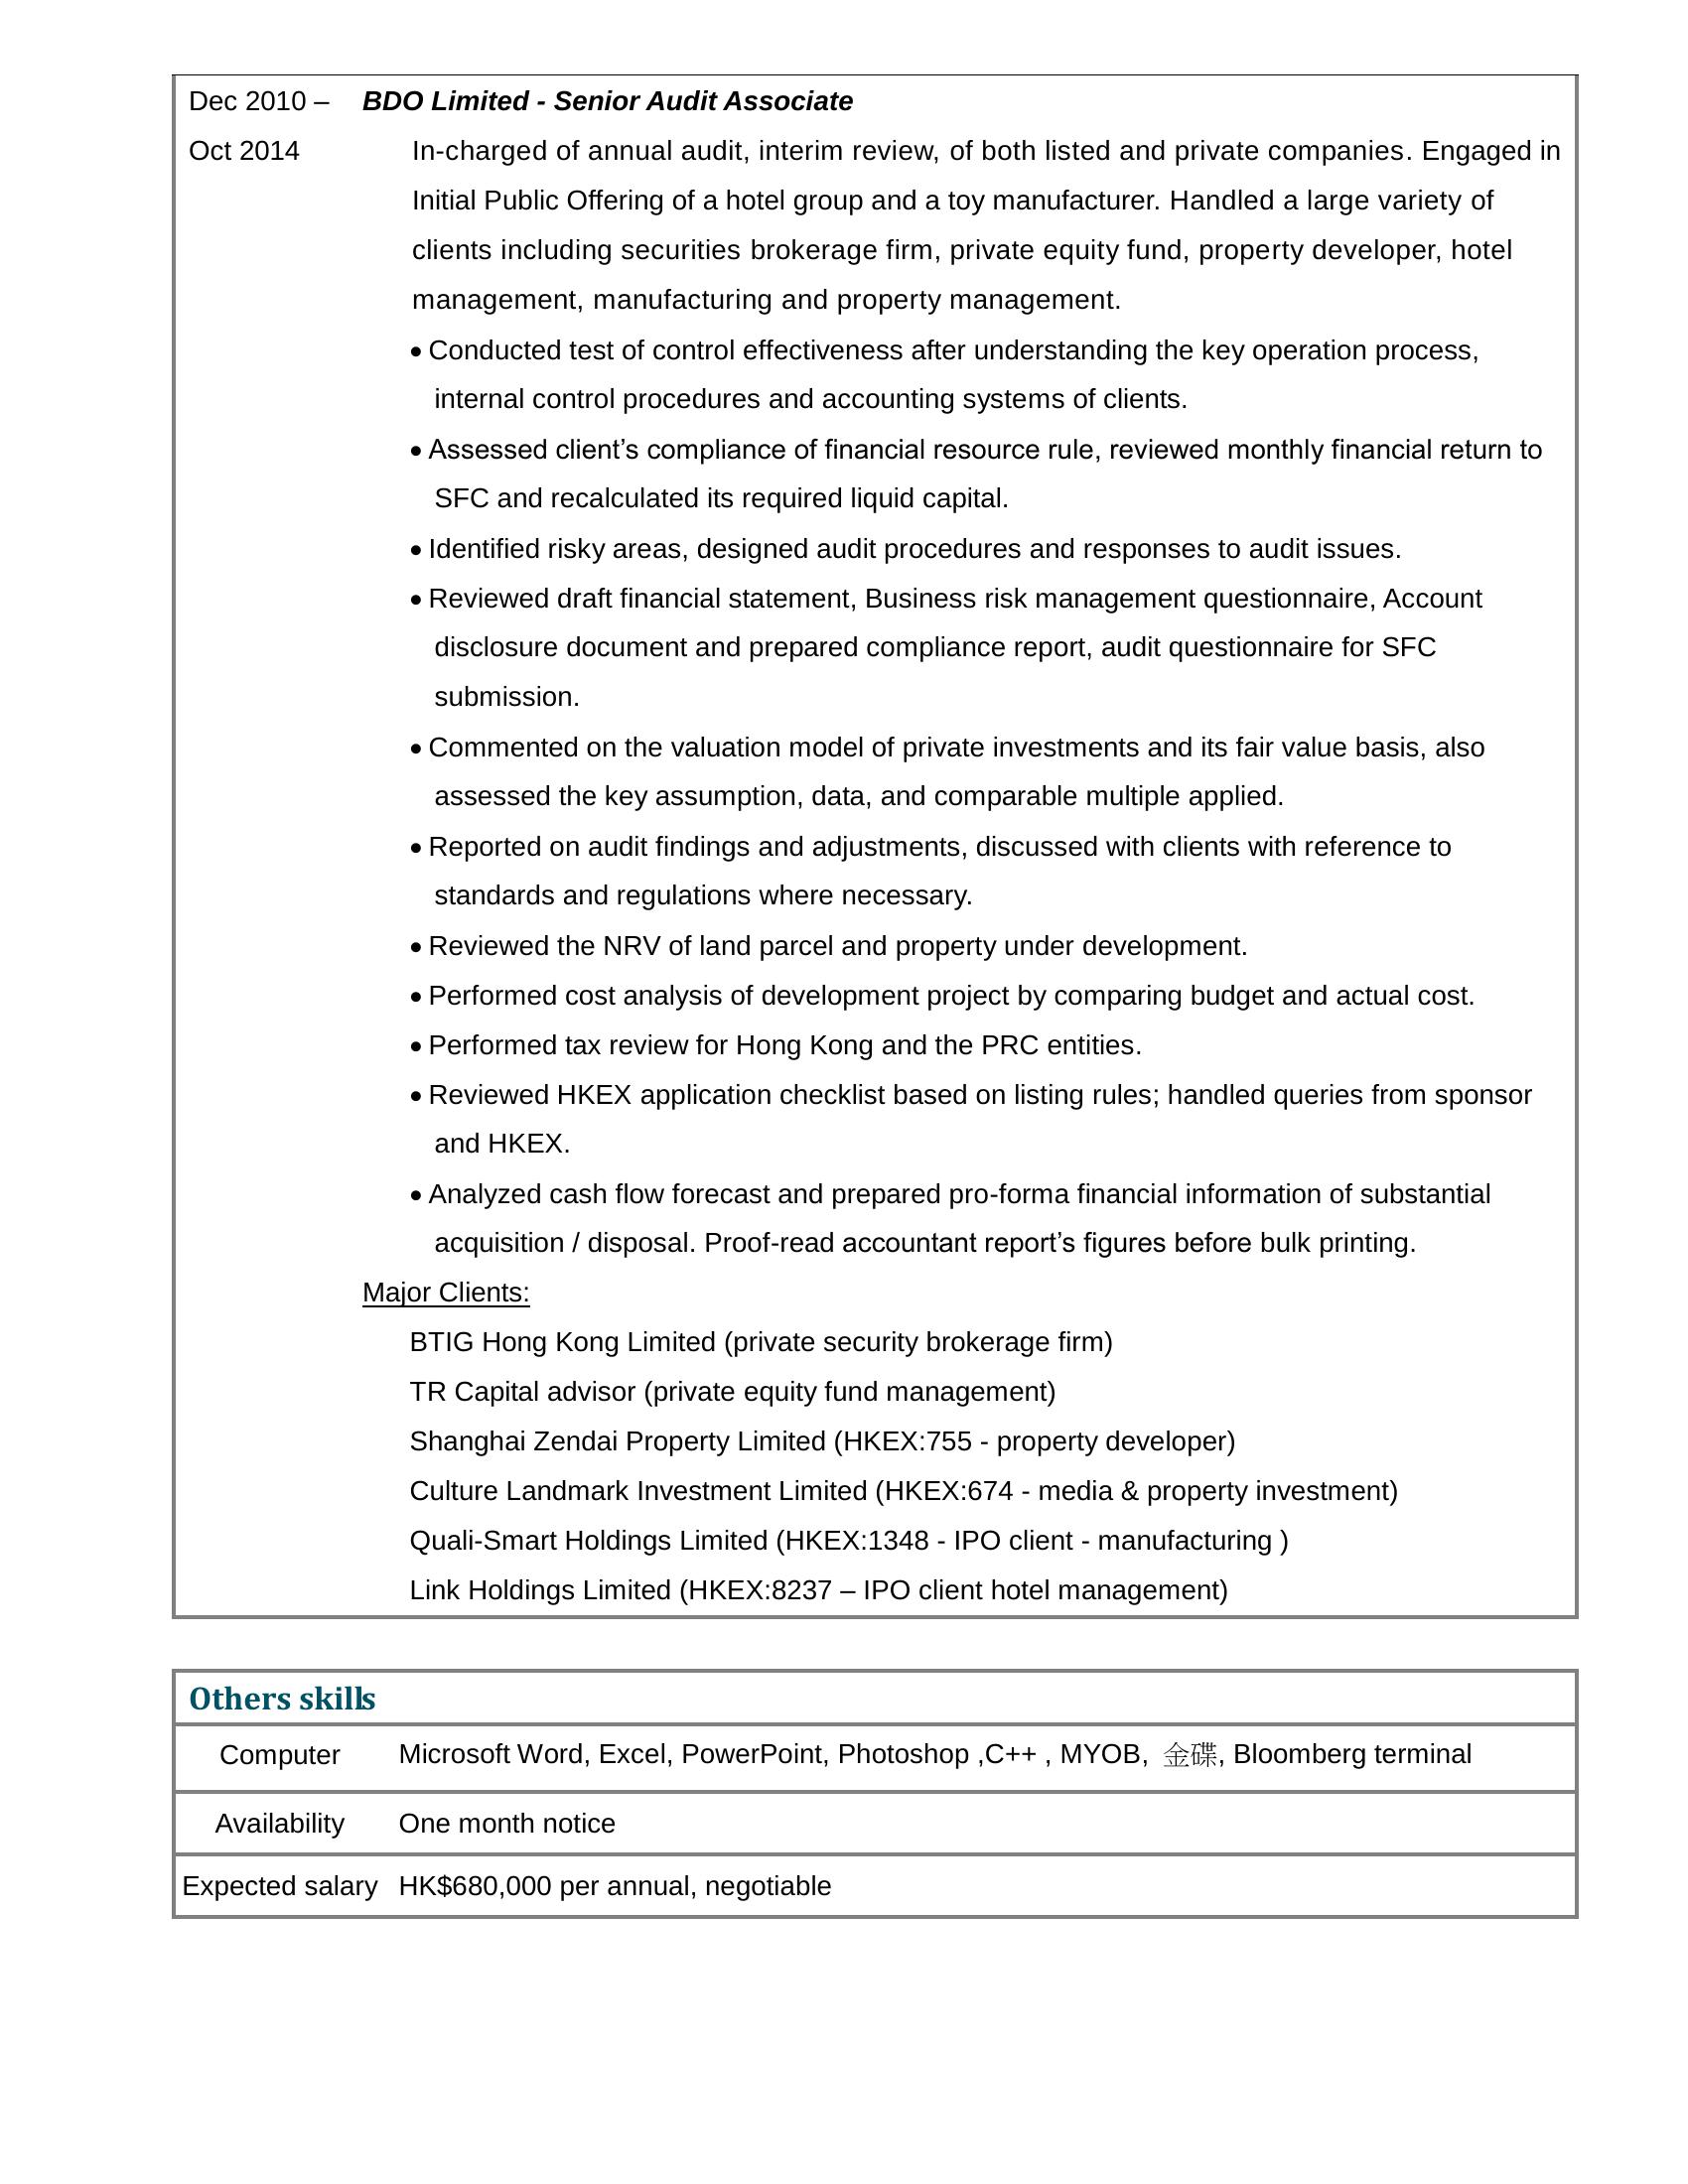 Dec 2010 – BDO Limited - Senior Audit Associate
Oct 2014 In-charged of annual audit, interim review, of both listed and private companies. Engaged in
Initial Public Offering of a hotel group and a toy manufacturer. Handled a large variety of
clients including securities brokerage firm, private equity fund, property developer, hotel
management, manufacturing and property management.
• Conducted test of control effectiveness after understanding the key operation process,
internal control procedures and accounting systems of clients.
• Assessed client’s compliance of financial resource rule, reviewed monthly financial return to
SFC and recalculated its required liquid capital.
• Identified risky areas, designed audit procedures and responses to audit issues.
• Reviewed draft financial statement, Business risk management questionnaire, Account
disclosure document and prepared compliance report, audit questionnaire for SFC
submission.
• Commented on the valuation model of private investments and its fair value basis, also
assessed the key assumption, data, and comparable multiple applied.
• Reported on audit findings and adjustments, discussed with clients with reference to
standards and regulations where necessary.
• Reviewed the NRV of land parcel and property under development.
• Performed cost analysis of development project by comparing budget and actual cost.
• Performed tax review for Hong Kong and the PRC entities.
• Reviewed HKEX application checklist based on listing rules; handled queries from sponsor
and HKEX.
• Analyzed cash flow forecast and prepared pro-forma financial information of substantial
acquisition / disposal. Proof-read accountant report’s figures before bulk printing.
Major Clients:
BTIG Hong Kong Limited (private security brokerage firm)
TR Capital advisor (private equity fund management)
Shanghai Zendai Property Limited (HKEX:755 - property developer)
Culture Landmark Investment Limited (HKEX:674 - media & property investment)
Quali-Smart Holdings Limited (HKEX:1348 - IPO client - manufacturing )
Link Holdings Limited (HKEX:8237 – IPO client hotel management)
Others skills
Computer Microsoft Word, Excel, PowerPoint, Photoshop ,C++ , MYOB, 金碟, Bloomberg terminal
Availability One month notice
Expected salary HK$680,000 per annual, negotiable